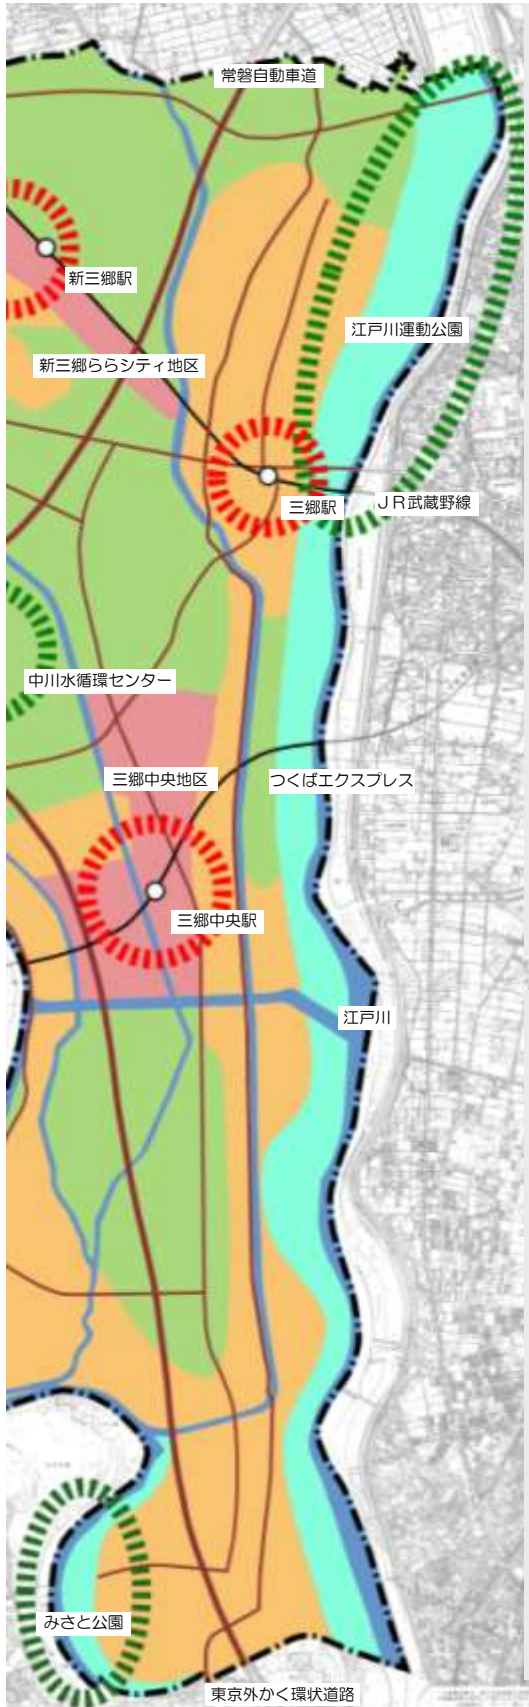 常磐自動車道
新三郷駅
江戸川運動公園
新三郷ららシティ地区
三郷駅
ＪＲ武蔵野線
中川水循環センター
三郷中央地区
つくばエクスプレス
三郷中央駅
江戸川
みさと公園
東京外かく環状道路